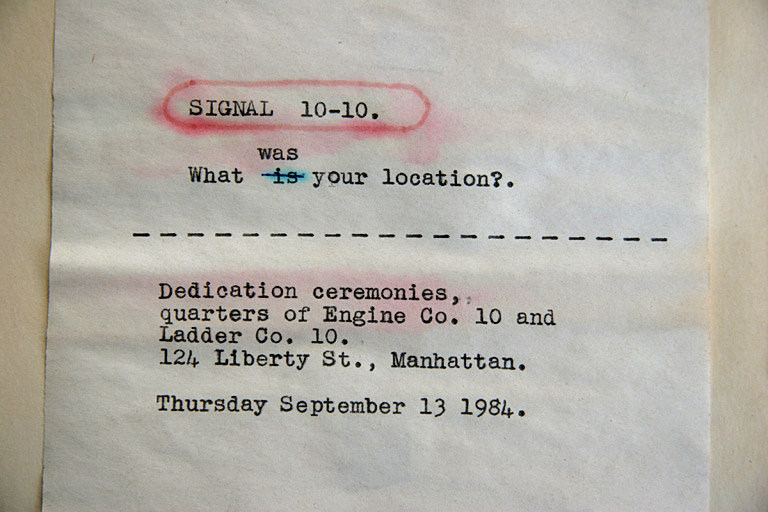 SIGNAL 10-10.
was
What is your location?.
Dedication ceremonies,
quarters of Engine Co. 10 and
Ladder Co. 10.
124 Liberty St., Manhattan.
Thursday September 13 1984.